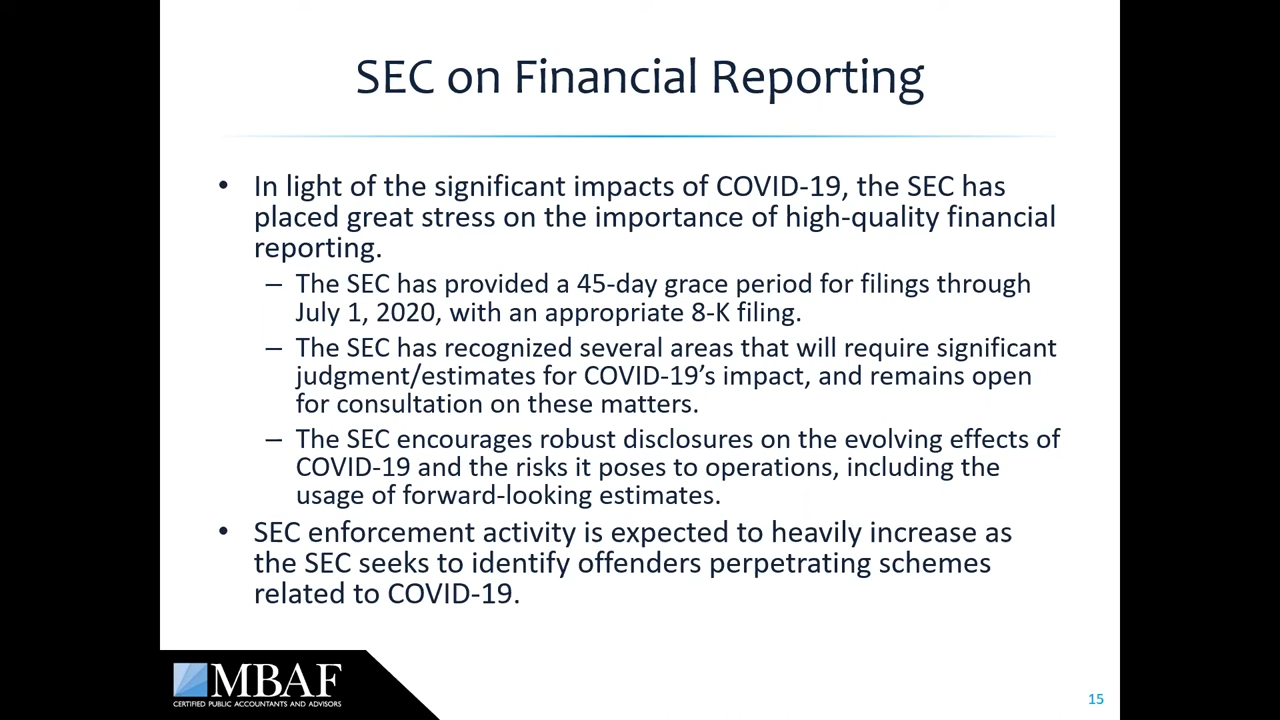 SEC on Financial Reporting
• In light of the significant impacts of COVID-19, the SEC has
placed great stress on the importance of high-quality financial
reporting.
– The SEC has provided a 45-day grace period for filings through
July 1, 2020, with an appropriate 8-K filing.
– The SEC has recognized several areas that will require significant
judgment/estimates for COVID-19’s impact, and remains open
for consultation on these matters.
– The SEC encourages robust disclosures on the evolving effects of
COVID-19 and the risks it poses to operations, including the
usage of forward-looking estimates.
• SEC enforcement activity is expected to heavily increase as
the SEC seeks to identify offenders perpetrating schemes
related to COVID-19.
MBAF
CERTIFIED PUBLIC ACCOUNTANTS AND ADVISORS
15